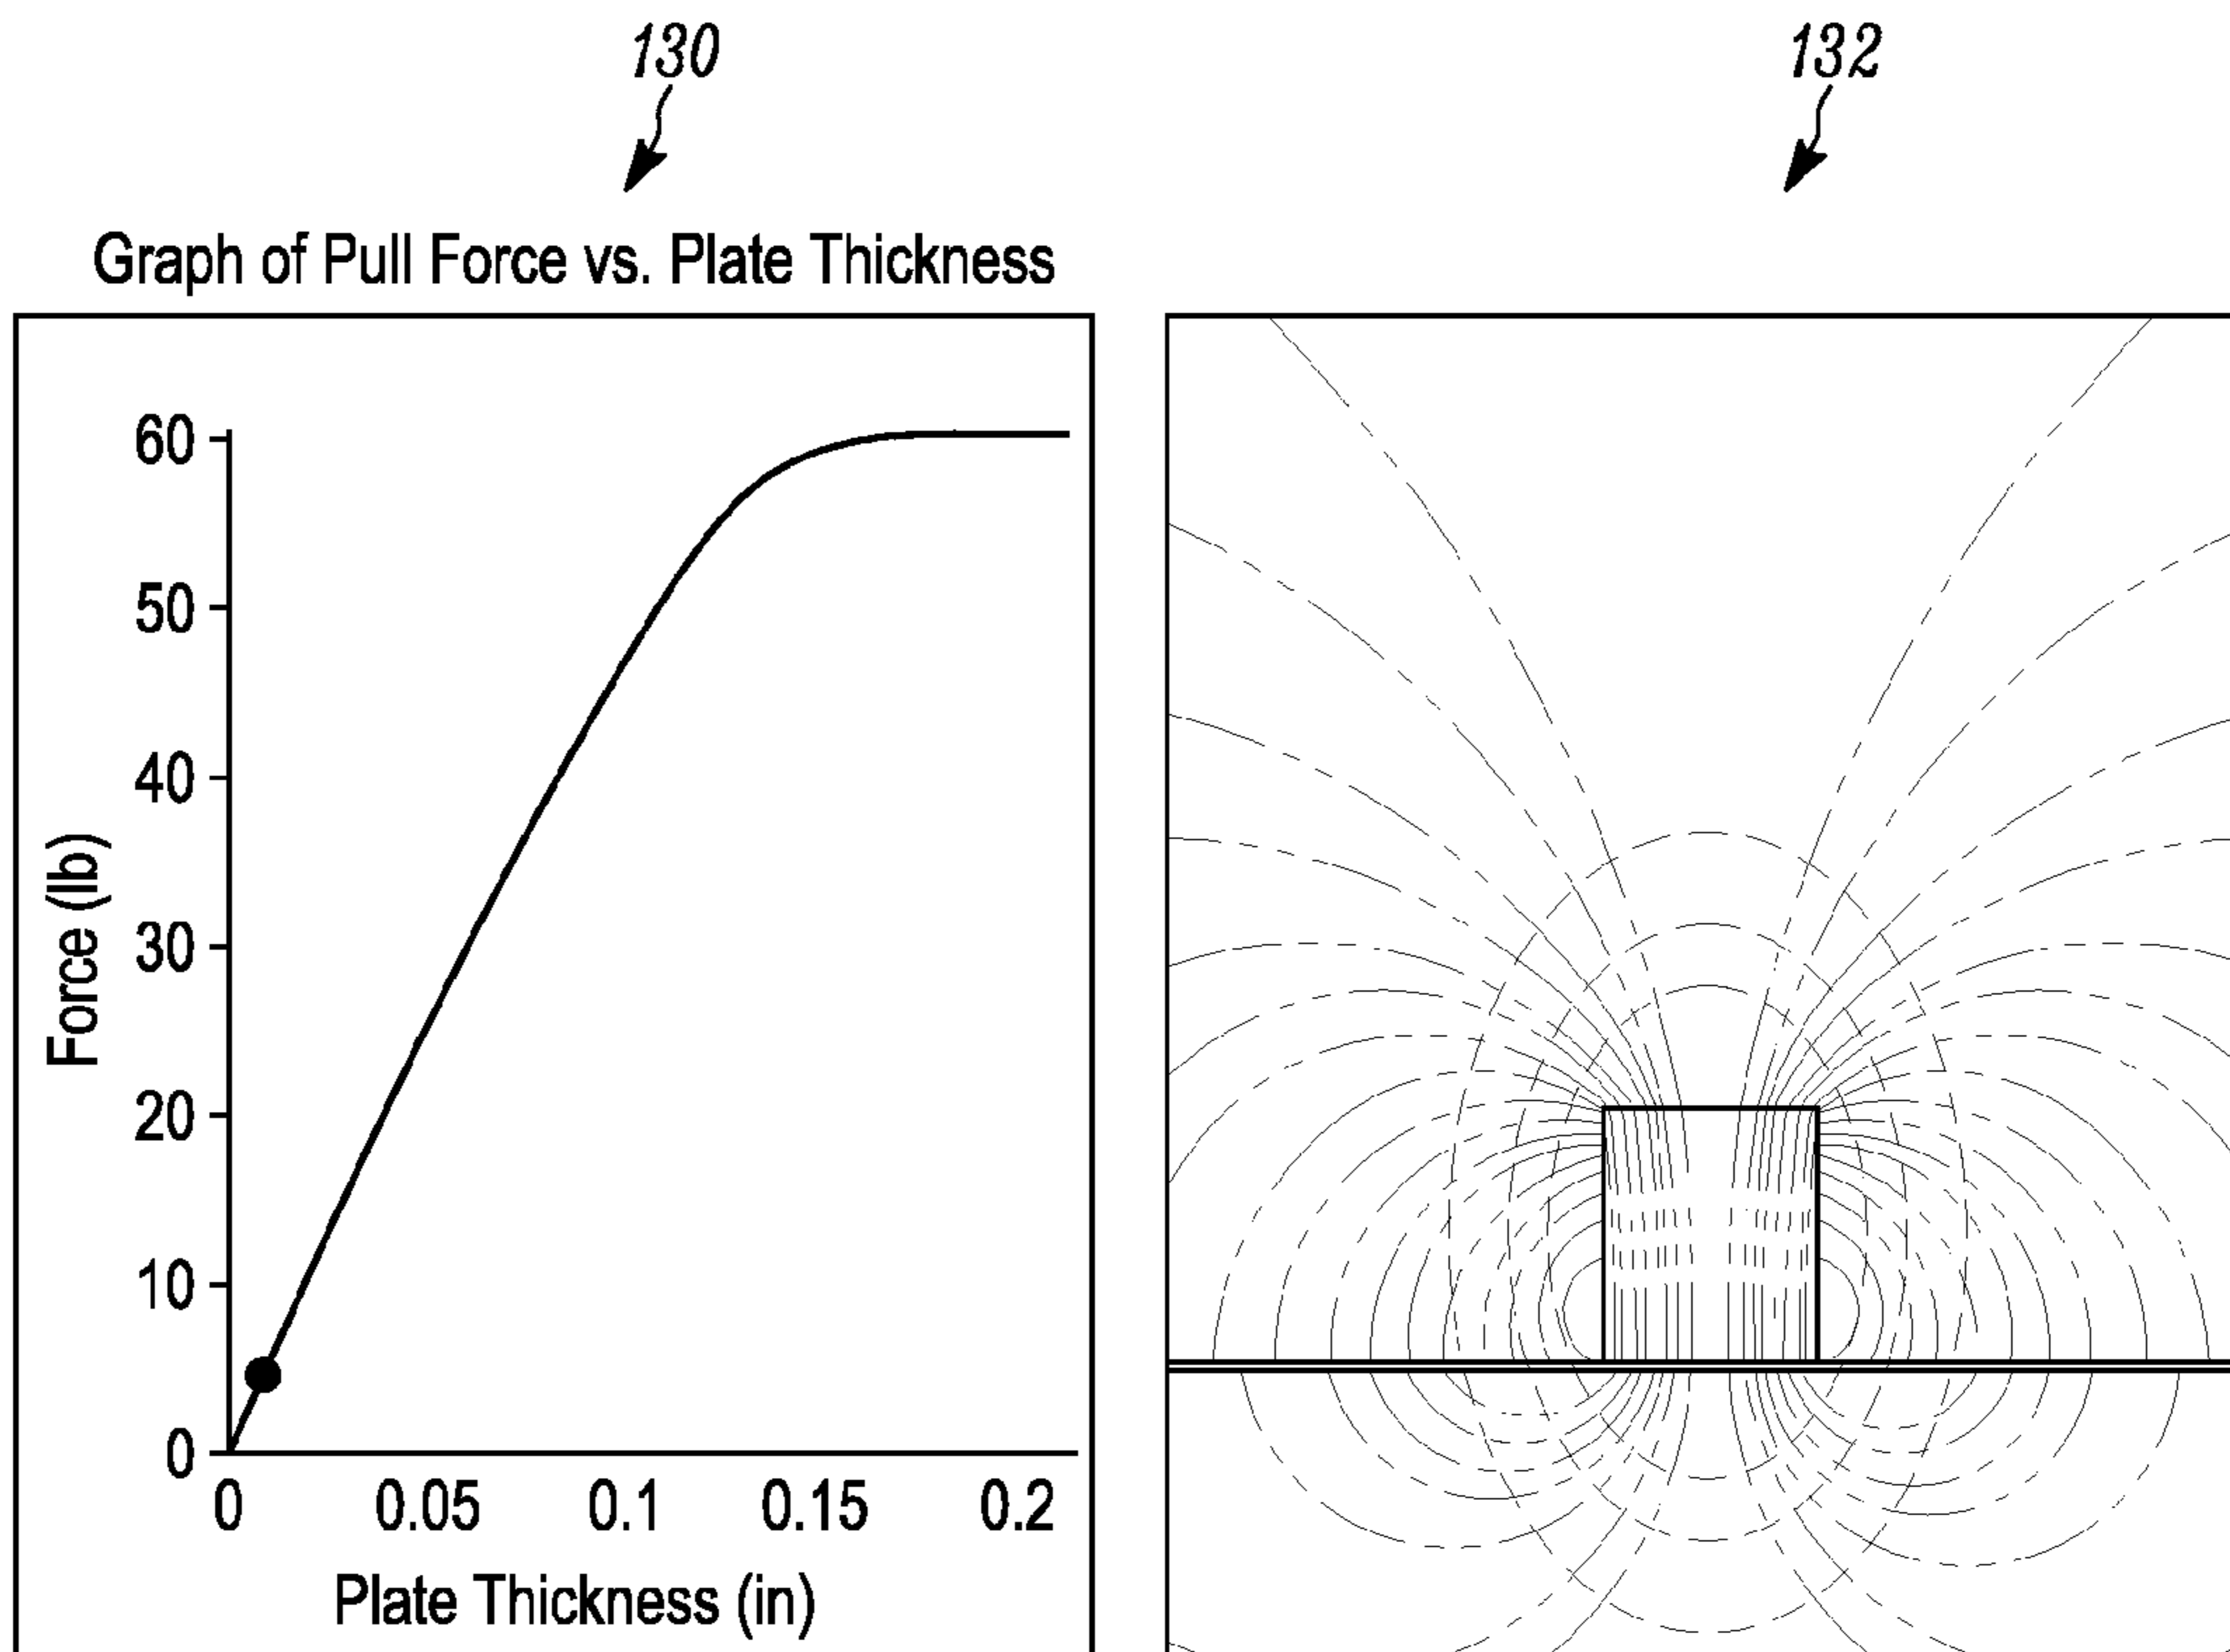 130
132
Graph of Pull Force vs. Plate Thickness
60
50
40
30
20
10
0
Force (lb)
0 0.05 0.1 0.15 0.2
Plate Thickness (in)